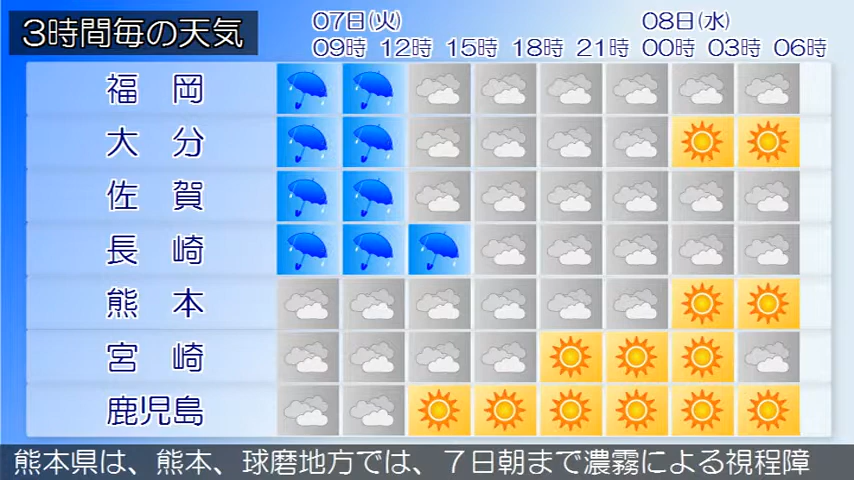 3時間毎の天気
07日(火) 08日(水)
09時 12時 15時 18時 21時 00時 03時 06時
福岡
大分
佐賀
長崎
熊本
宮崎
鹿児島
熊本県は、熊本、球磨地方では、７日朝まで濃霧による視程障